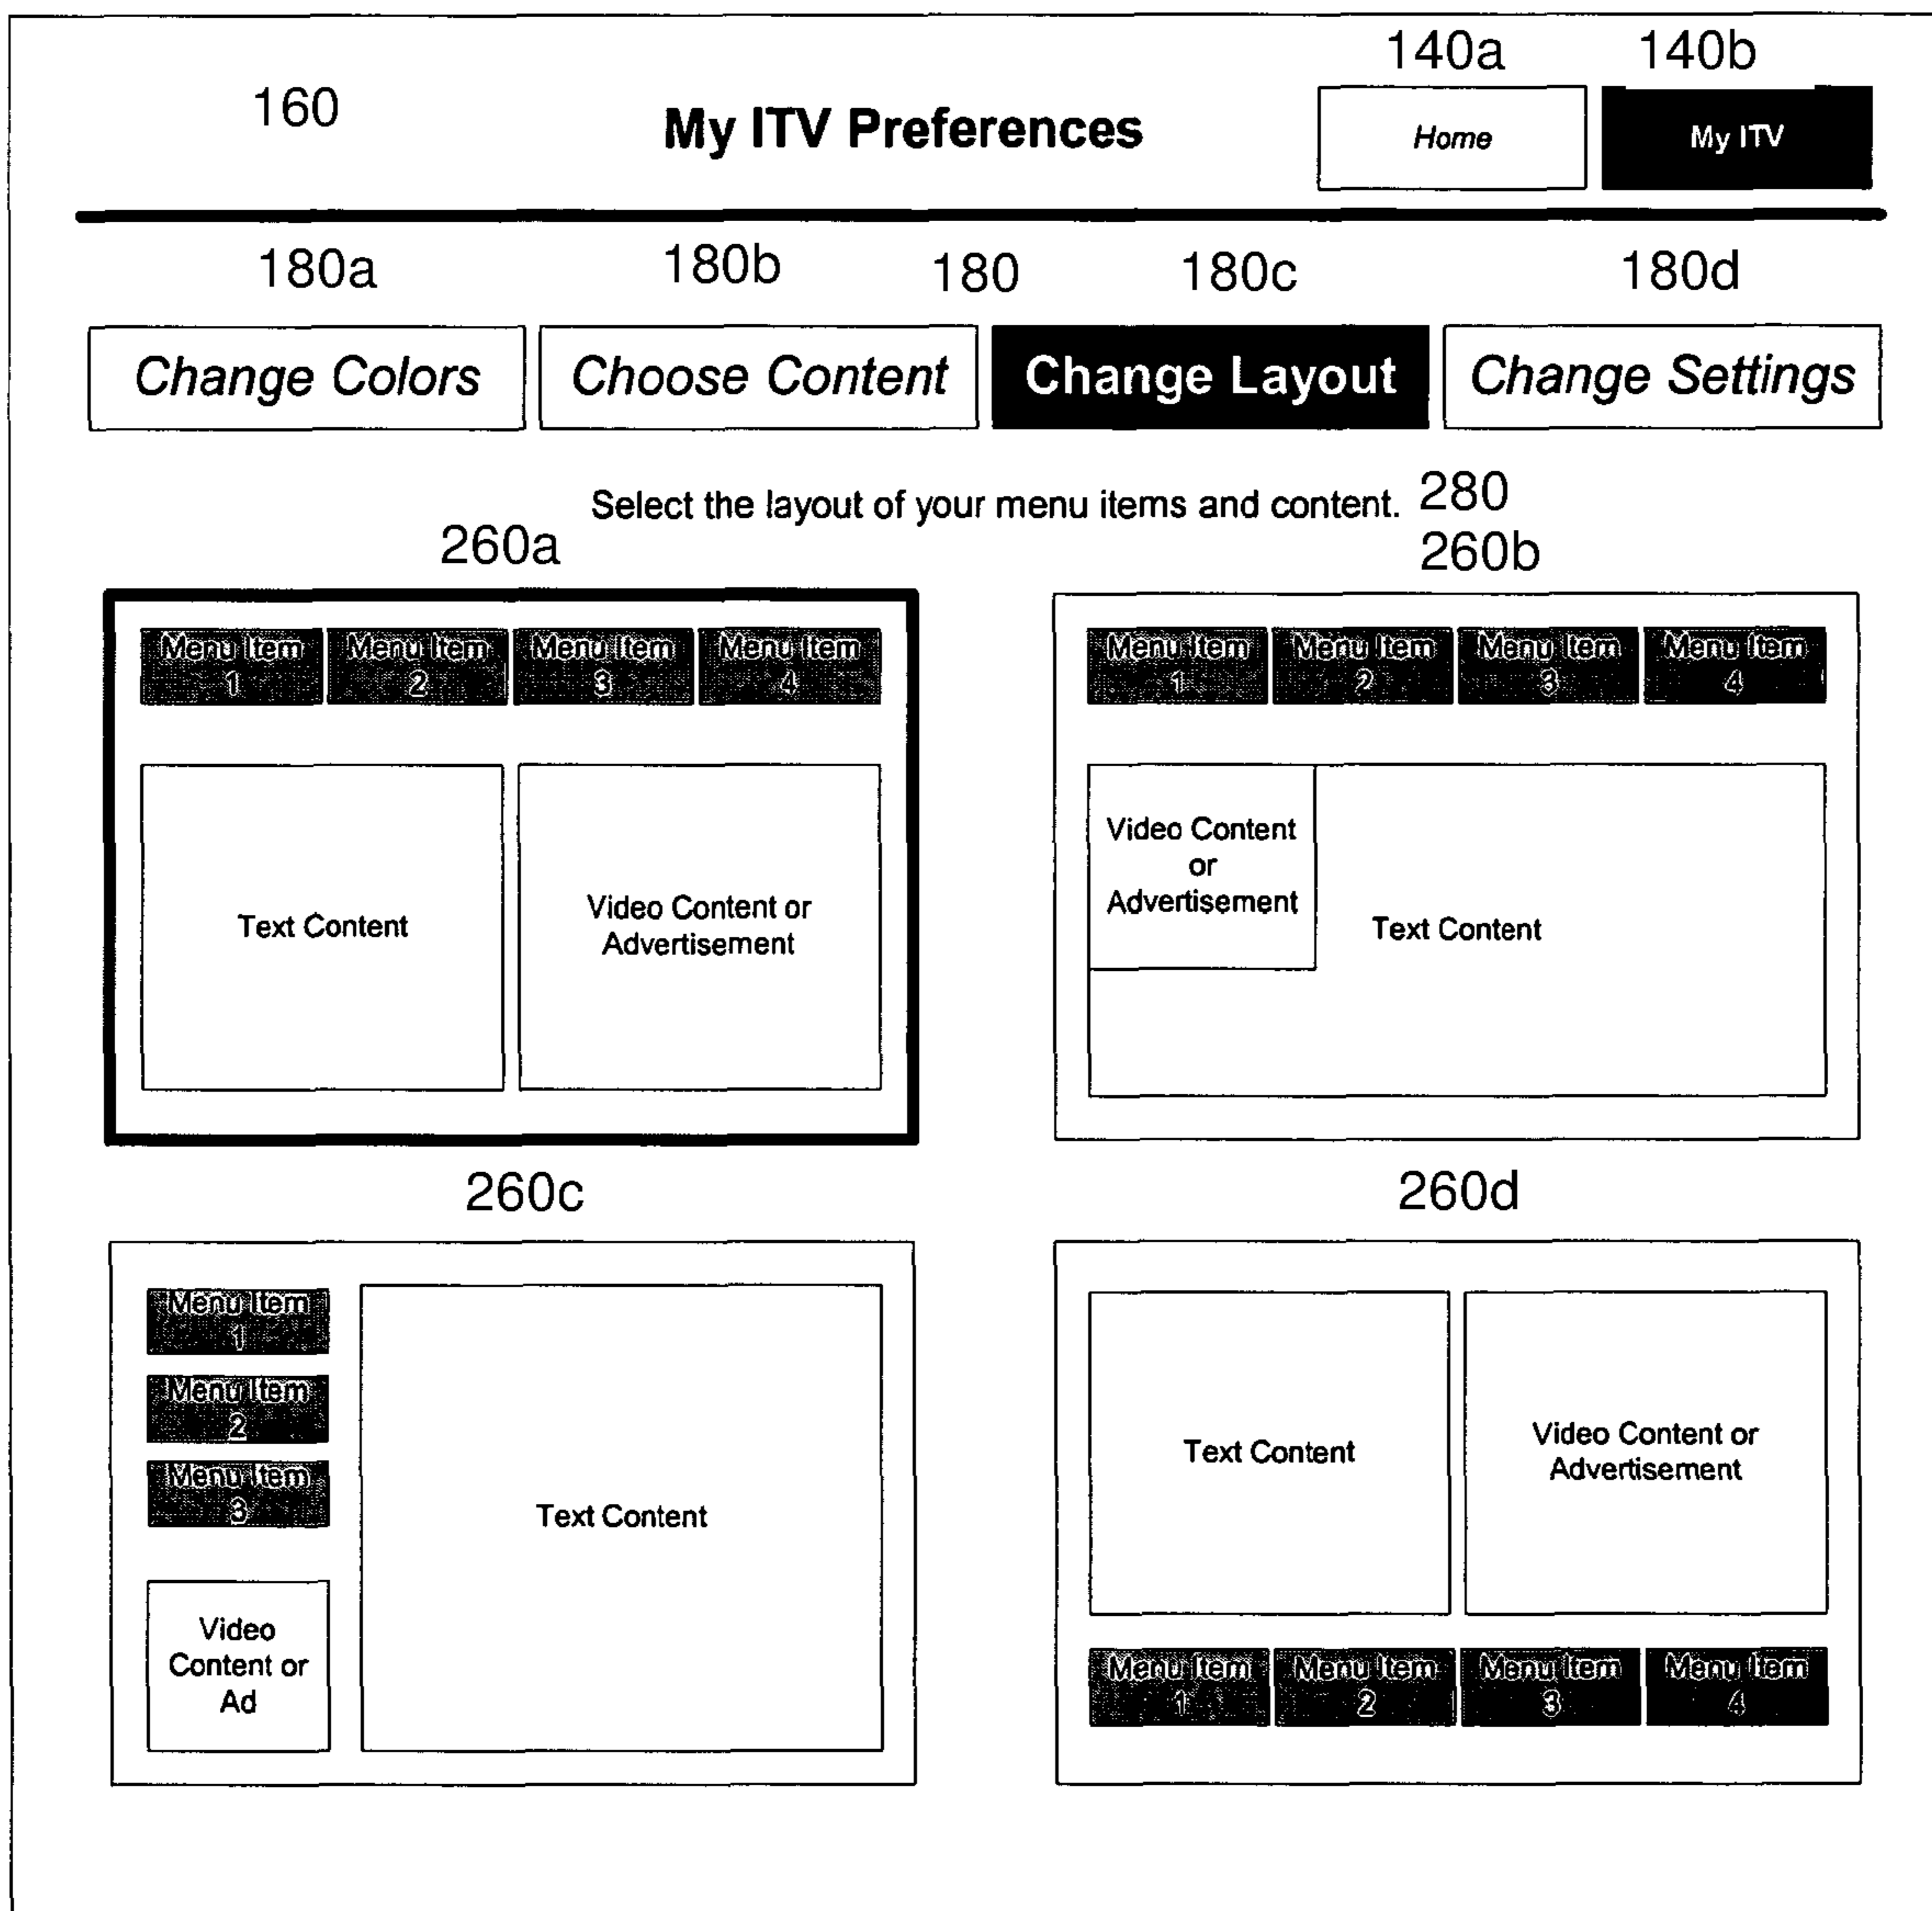 140a 140b
160 My ITV Preferences Home My ITV
180a 180b 180 180c 180d
Change Colors Choose Content Change Layout Change Settings
Select the layout of your menu items and content. 280
260a 260b
Menu Item Menu Item Menu Item Menu Item
1 2 3 4
Text Content
Video Content or
Advertisement
Menu Item Menu Item Menu Item Menu Item
1 2 3 4
Video Content
or
Advertisement
Text Content
260c 260d
Menu Item
1
Menu Item
2
Menu Item
3
Video
Content or
Ad
Text Content
Text Content
Video Content or
Advertisement
Menu Item Menu Item Menu Item Menu Item
1 2 3 4